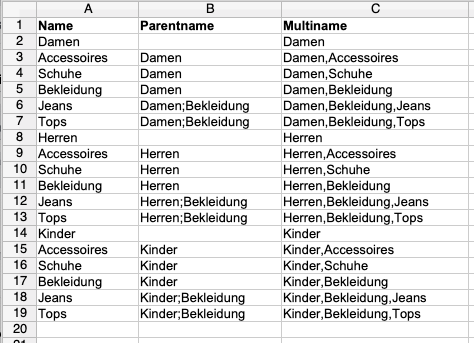 A B C
1 Name Parentname Multiname
2 Damen Damen
3 Accessoires Damen Damen,Accessoires
4 Schuhe Damen Damen,Schuhe
5 Bekleidung Damen Damen,Bekleidung
6 Jeans Damen;Bekleidung Damen,Bekleidung,Jeans
7 Tops Damen;Bekleidung Damen,Bekleidung,Tops
8 Herren Herren
9 Accessoires Herren Herren,Accessoires
10 Schuhe Herren Herren,Schuhe
11 Bekleidung Herren Herren,Bekleidung
12 Jeans Herren;Bekleidung Herren,Bekleidung,Jeans
13 Tops Herren;Bekleidung Herren,Bekleidung,Tops
14 Kinder Kinder
15 Accessoires Kinder Kinder,Accessoires
16 Schuhe Kinder Kinder,Schuhe
17 Bekleidung Kinder Kinder,Bekleidung
18 Jeans Kinder;Bekleidung Kinder,Bekleidung,Jeans
19 Tops Kinder;Bekleidung Kinder,Bekleidung,Tops
20